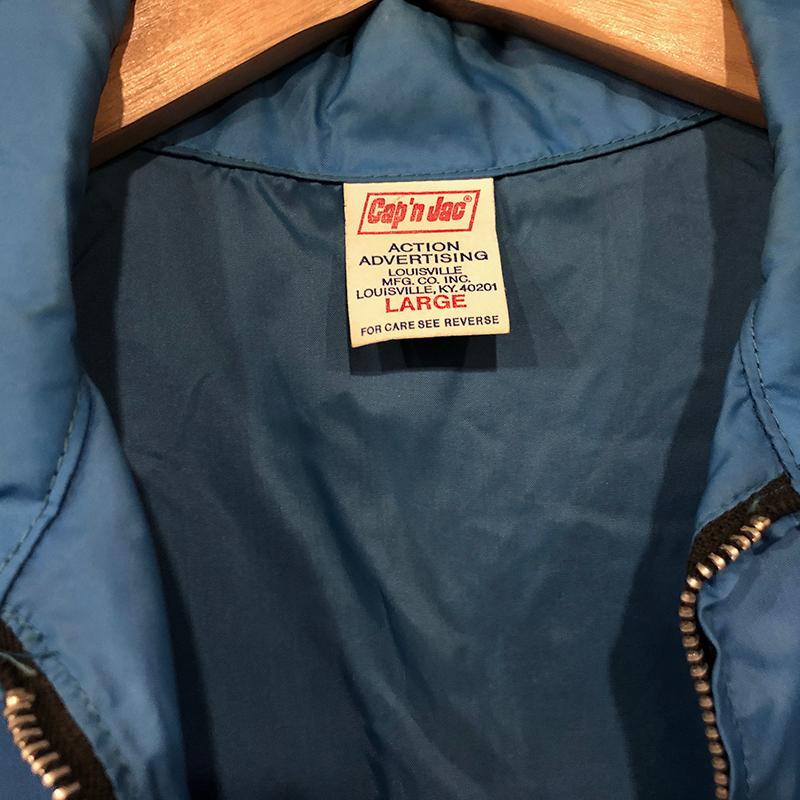 Cap'n Jac®
ACTION
ADVERTISING
LOUISVILLE
MFG. CO. INC.
LOUISVILLE, KY. 40201
LARGE
FOR CARE SEE REVERSE